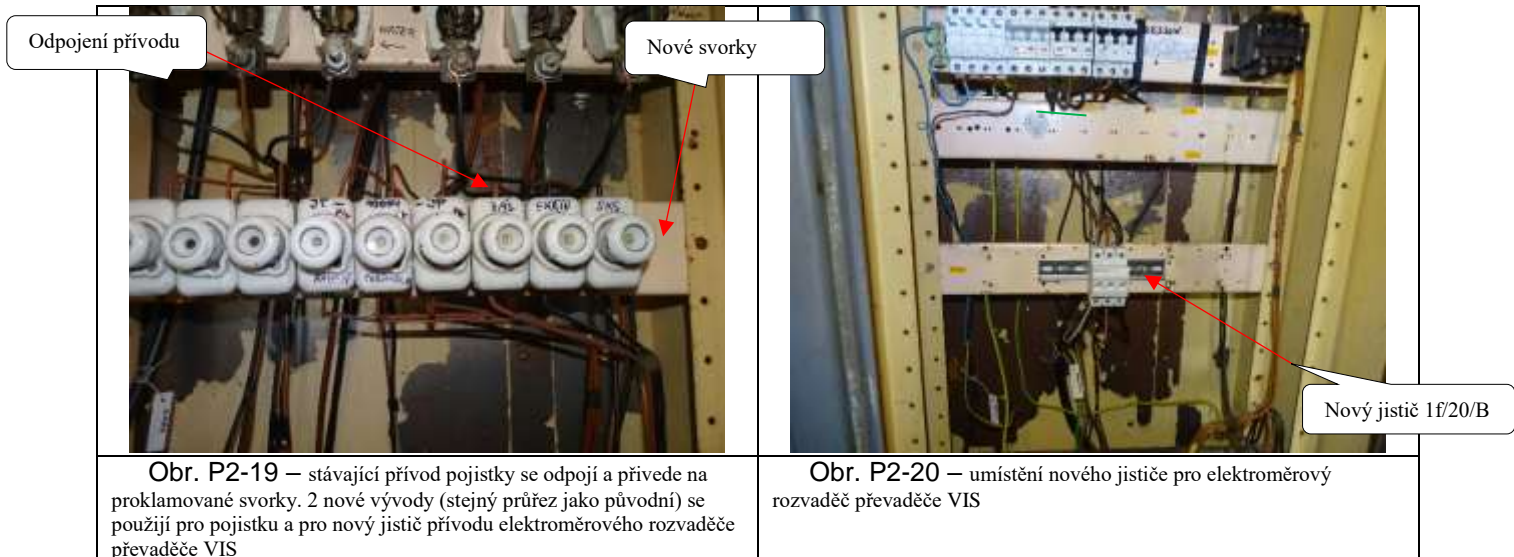 Odpojení přívodu
Nové svorky
WATER
EKRIN
Nový jistič 1f/20/B
Obr. P2-19 – stávající přívod pojistky se odpojí a přivede na
proklamované svorky. 2 nové vývody (stejný průřez jako původní) se
použijí pro pojistku a pro nový jistič přívodu elektroměrového rozvaděče
převaděče VIS
Obr. P2-20 – umístění nového jističe pro elektroměrový
rozvaděč převaděče VIS